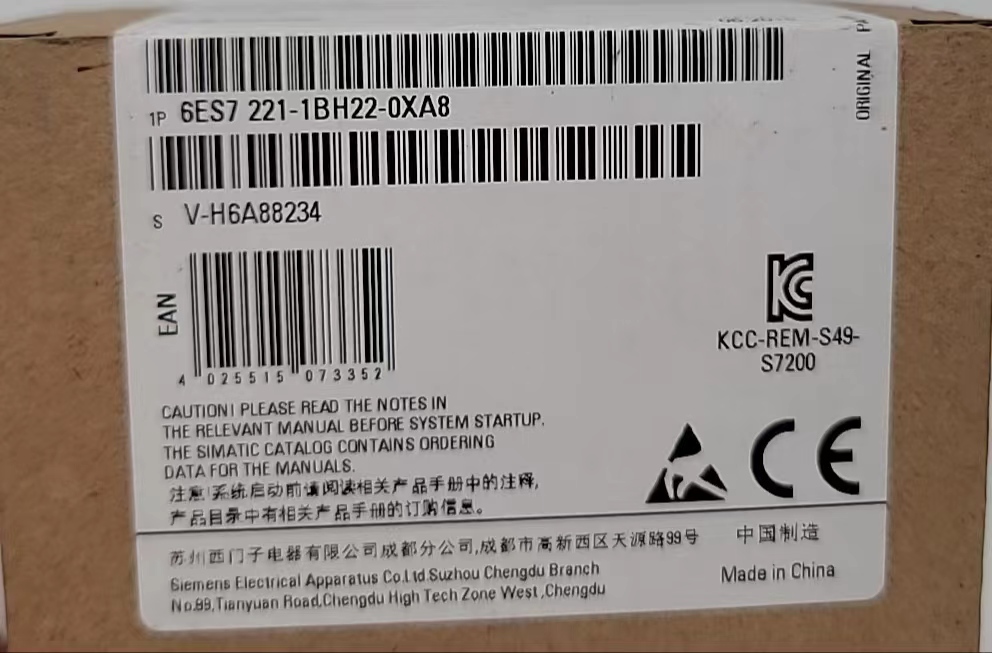 ORIGINAL
1P 6ES7 221-1BH22-0XA8
S V-H6A88234
EAN
4 025515 073352
KCC-REM-S49-
S7200
CAUTION! PLEASE READ THE NOTES IN
THE RELEVANT MANUAL BEFORE SYSTEM STARTUP.
THE SIMATIC CATALOG CONTAINS ORDERING
DATA FOR THE MANUALS.
注意!系统启动前请阅读相关产品手册中的注释,
产品目录中有相关产品手册的订购信息。
CE
苏州西门子电器有限公司成都分公司,成都市高新西区天源路99号
中国制造
Siemens Electrical Apparatus Co.Ltd.Suzhou Chengdu Branch
No.99,Tianyuan Road,Chengdu High Tech Zone West,Chengdu
Made in China